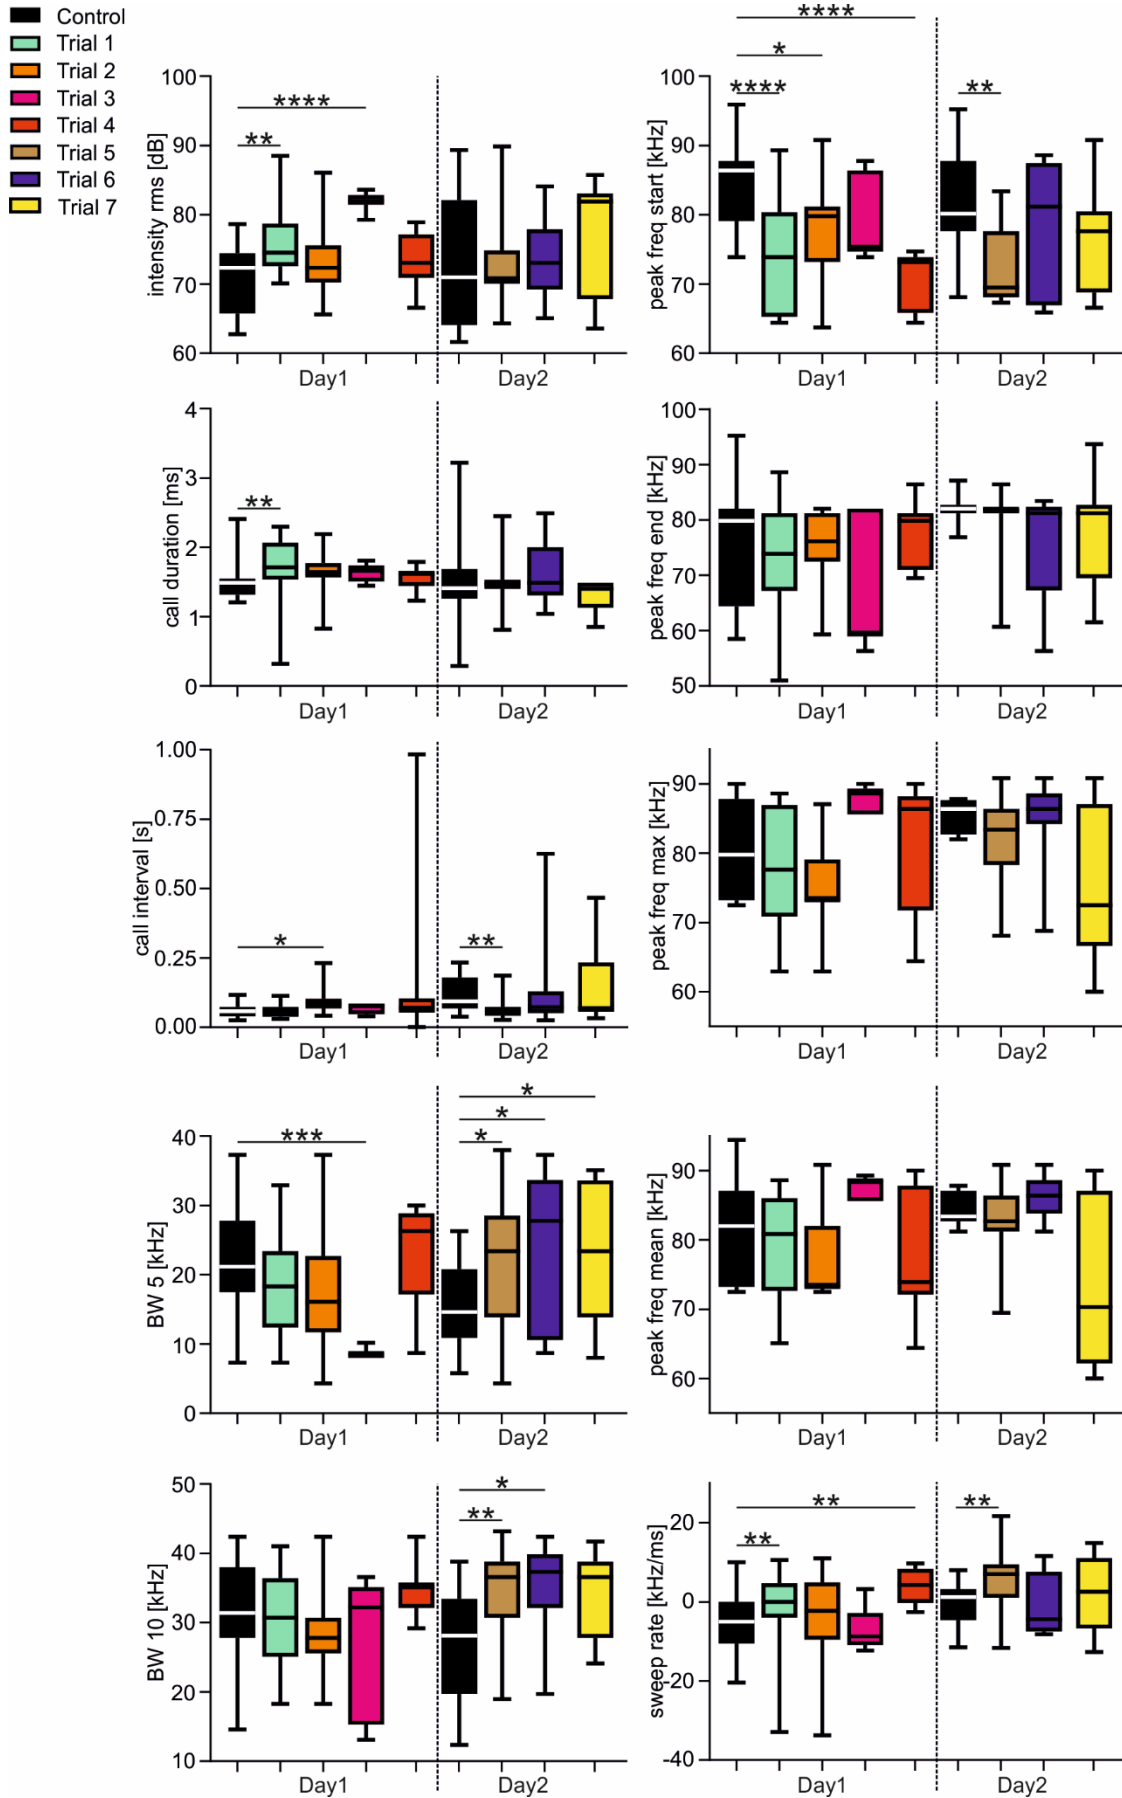 Control
Trial 1
Trial 2
Trial 3
Trial 4
Trial 5
Trial 6
Trial 7
intensity rms [dB]
100
90
80
70
60
**
****
Day1
Day2
peak freq start [kHz]
100
90
80
70
60
****
*
****
**
Day1
Day2
call duration [ms]
4
3
2
1
0
**
Day1
Day2
peak freq end [kHz]
100
90
80
70
60
50
Day1
Day2
call interval [s]
1.00
0.75
0.50
0.25
0.00
*
**
Day1
Day2
peak freq max [kHz]
90
80
70
60
Day1
Day2
BW 5 [kHz]
40
30
20
10
0
***
*
*
*
Day1
Day2
peak freq mean [kHz]
90
80
70
60
Day1
Day2
BW 10 [kHz]
50
40
30
20
10
*
**
Day1
Day2
sweep rate [kHz/ms]
20
0
-20
-40
**
**
**
Day1
Day2